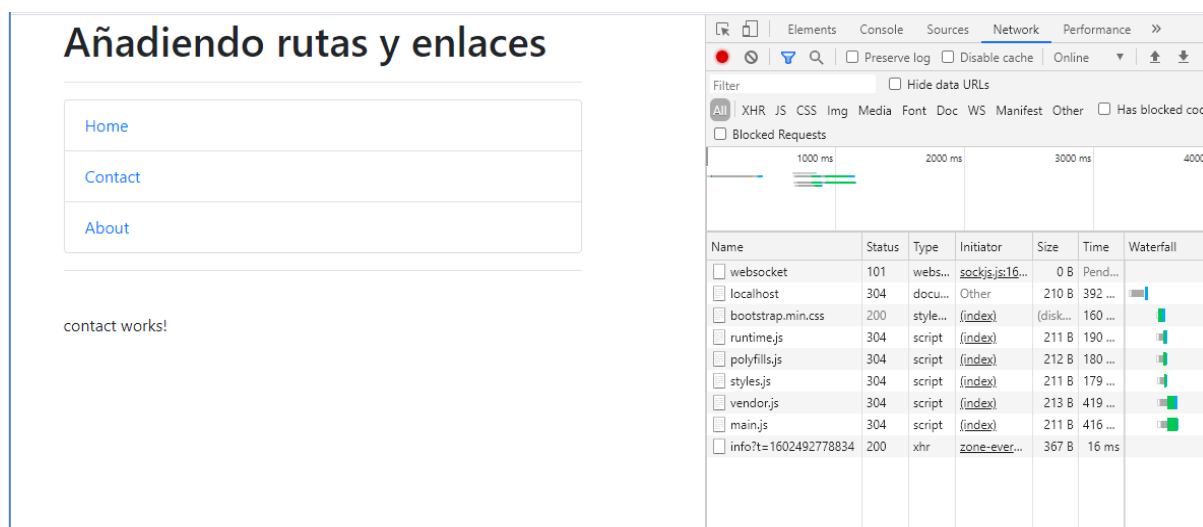 Añadiendo rutas y enlaces
Home
Contact
About
contact works!
Elements Console Sources Network Performance »
Preserve log Disable cache Online
Filter Hide data URLs
All XHR JS CSS Img Media Font Doc WS Manifest Other Has blocked coo
Blocked Requests
1000 ms 2000 ms 3000 ms 4000
Name Status Type Initiator Size Time Waterfall
websocket 101 webs... sockjs.js:16... 0 B Pend...
localhost 304 docu... Other 210 B 392 ...
bootstrap.min.css 200 style... (index) (disk... 160 ...
runtime.js 304 script (index) 211 B 190 ...
polyfills.js 304 script (index) 212 B 180 ...
styles.js 304 script (index) 211 B 179 ...
vendor.js 304 script (index) 213 B 419 ...
main.js 304 script (index) 211 B 416 ...
info?t=1602492778834 200 xhr zone-ever... 367 B 16 ms